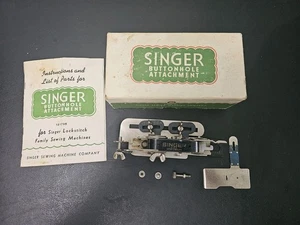 Instructions and
List of Parts for
SINGER
BUTTONHOLE
ATTACHMENT
for Singer Lockstitch
Family Sewing Machines
SINGER SEWING MACHINE COMPANY
SINGER
BUTTONHOLE
ATTACHMENT
SINGER